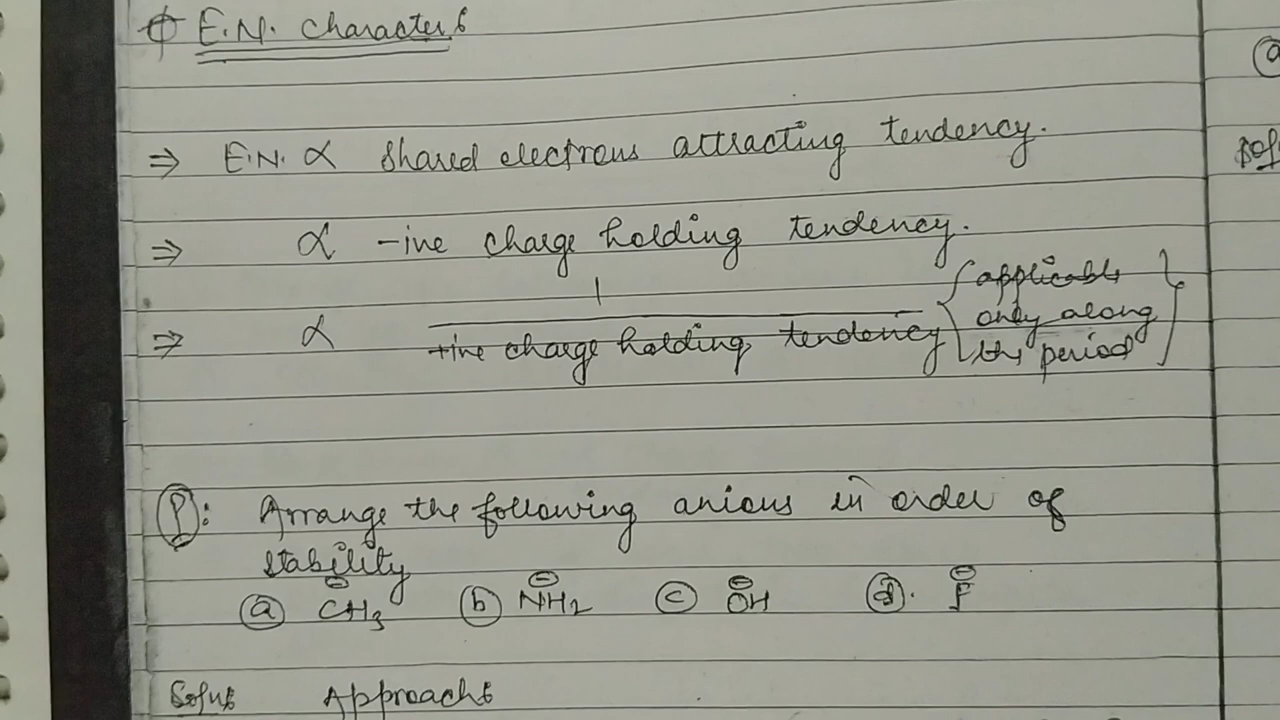 E.N. Character :
⇒ E.N. ∝ Shared electrons attracting tendency.
⇒ ∝ -ive charge holding tendency.
⇒ ∝ 1
+ive charge holding tendency { applicable
only along
the period }
(P): Arrange the following anions in order of
stability
(a) ⊖CH3 (b) ⊖NH2 (c) ⊖OH (d). ⊖F
Soln: Approach: